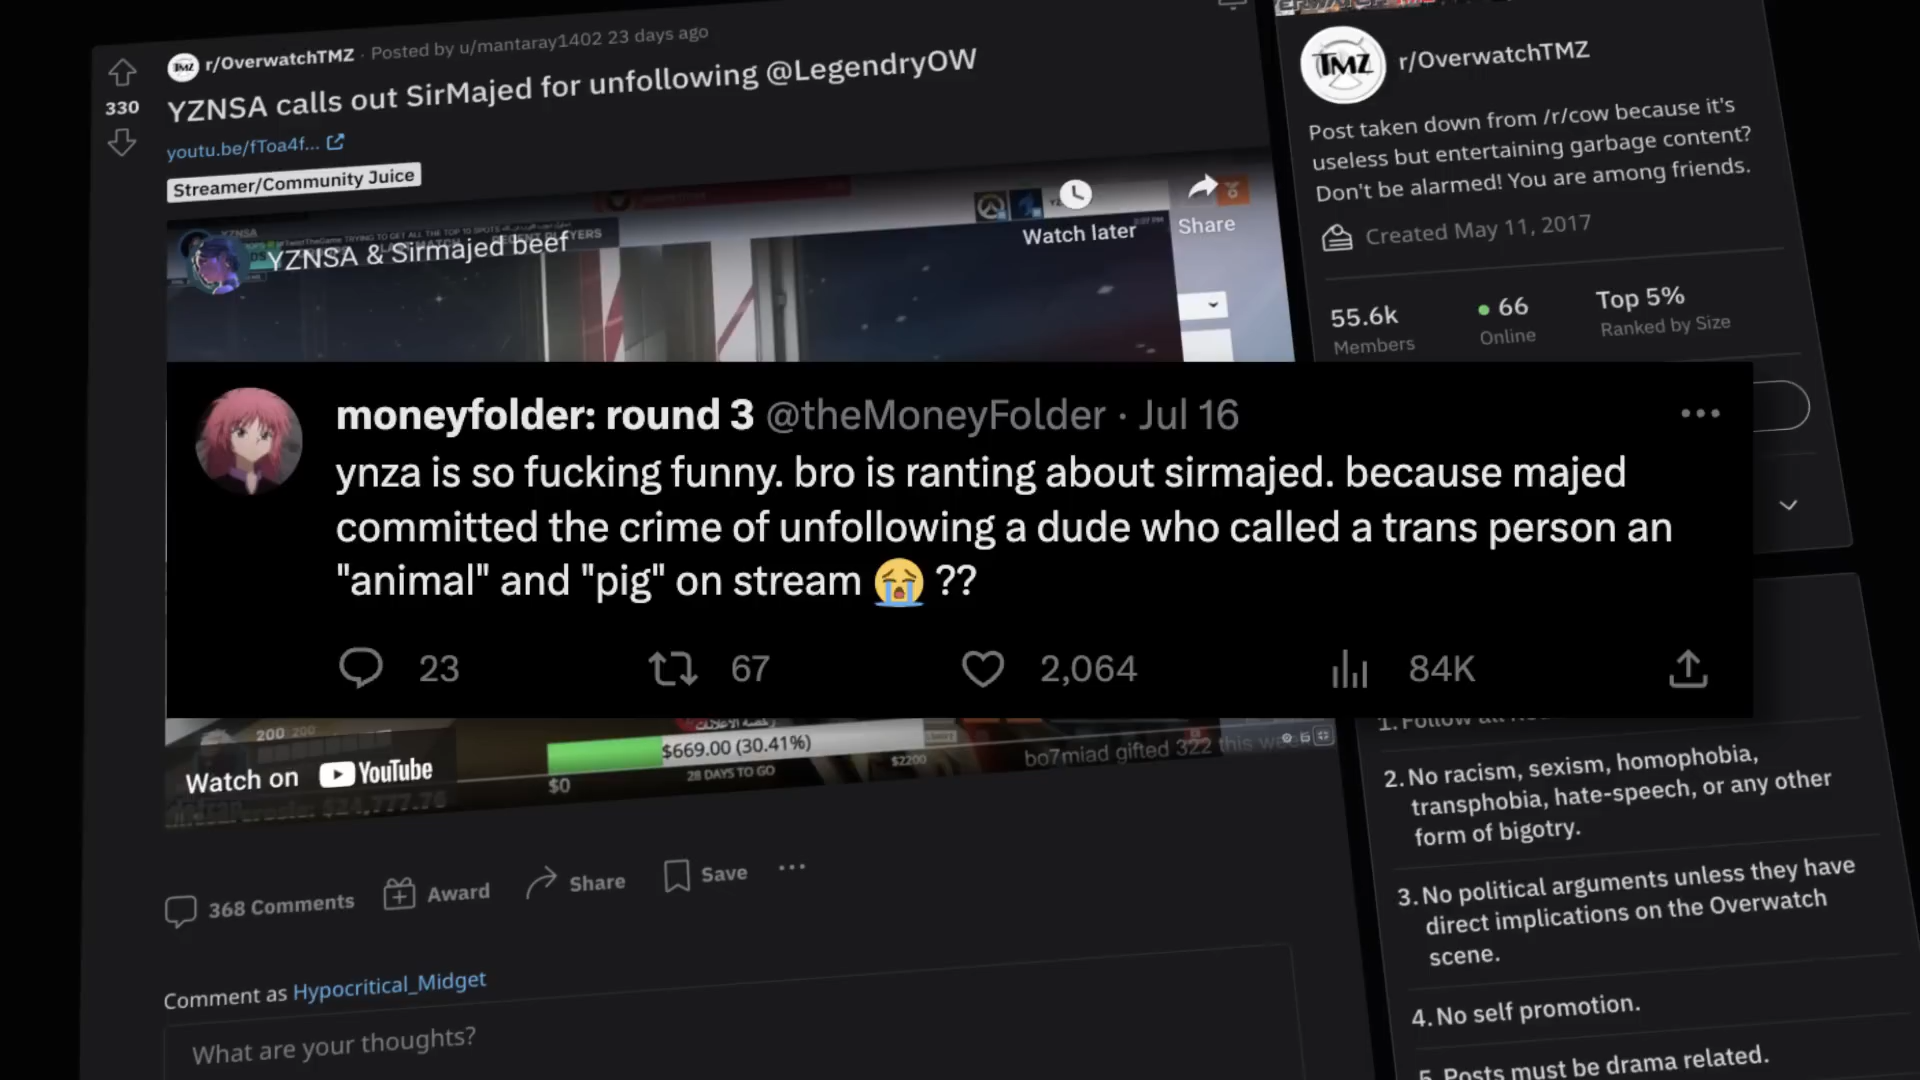 r/OverwatchTMZ · Posted by u/mantaray1402 23 days ago
330
YZNSA calls out SirMajed for unfollowing @LegendryOW
youtu.be/fToa4f...
Streamer/Community Juice
YZNSA & Sirmajed beef
Watch later
Share
moneyfolder: round 3 @theMoneyFolder · Jul 16
ynza is so fucking funny. bro is ranting about sirmajed. because majed
committed the crime of unfollowing a dude who called a trans person an
"animal" and "pig" on stream 😭 ??
23 67 2,064 84K
200 200
$669.00 (30.41%)
$0
28 DAYS TO GO
$2200
bo7miad gifted 322 this
Watch on YouTube
368 Comments Award Share Save
Comment as Hypocritical_Midget
What are your thoughts?
TMZ
r/OverwatchTMZ
Post taken down from /r/cow because it's
useless but entertaining garbage content?
Don't be alarmed! You are among friends.
Created May 11, 2017
55.6k 66 Top 5%
Members Online Ranked by Size
2. No racism, sexism, homophobia,
transphobia, hate-speech, or any other
form of bigotry.
3. No political arguments unless they have
direct implications on the Overwatch
scene.
4. No self promotion.
5. Posts must be drama related.